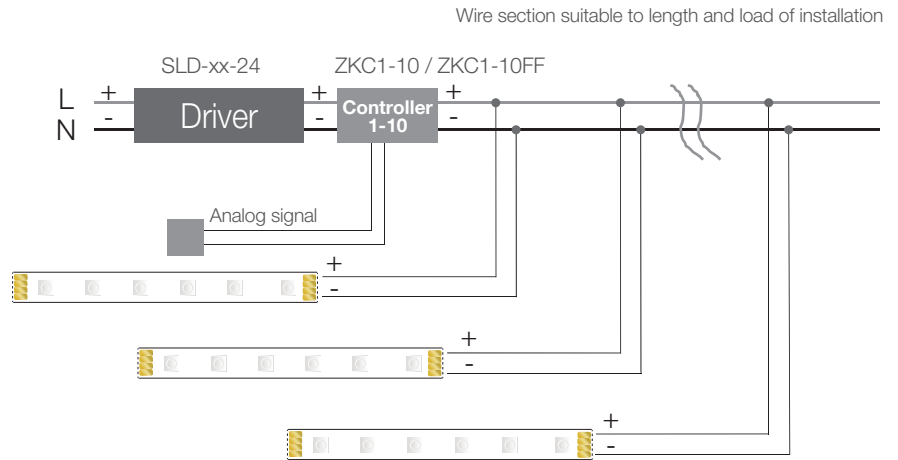 Wire section suitable to length and load of installation
SLD-xx-24
ZKC1-10 / ZKC1-10FF
L + Driver + Controller 1-10 +
N - - -
Analog signal
+
-
+
-
+
-